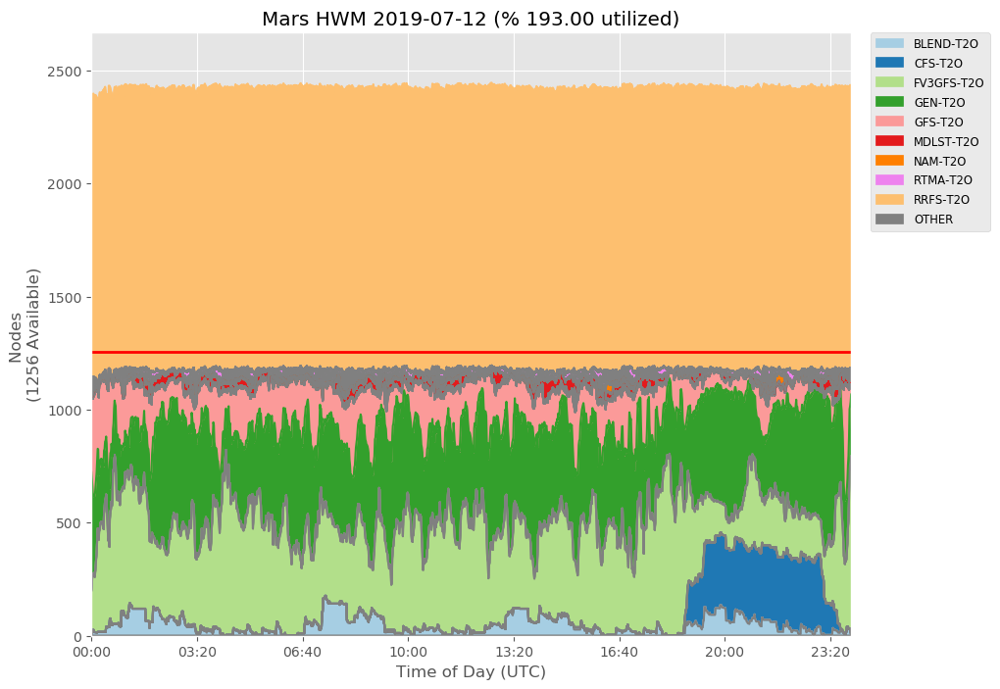 Mars HWM 2019-07-12 (% 193.00 utilized)
BLEND-T2O
CFS-T2O
FV3GFS-T2O
GEN-T2O
GFS-T2O
MDLST-T2O
NAM-T2O
RTMA-T2O
RRFS-T2O
OTHER
2500
2000
1500
1000
500
0
Nodes
(1256 Available)
00:00
03:20
06:40
10:00
13:20
16:40
20:00
23:20
Time of Day (UTC)